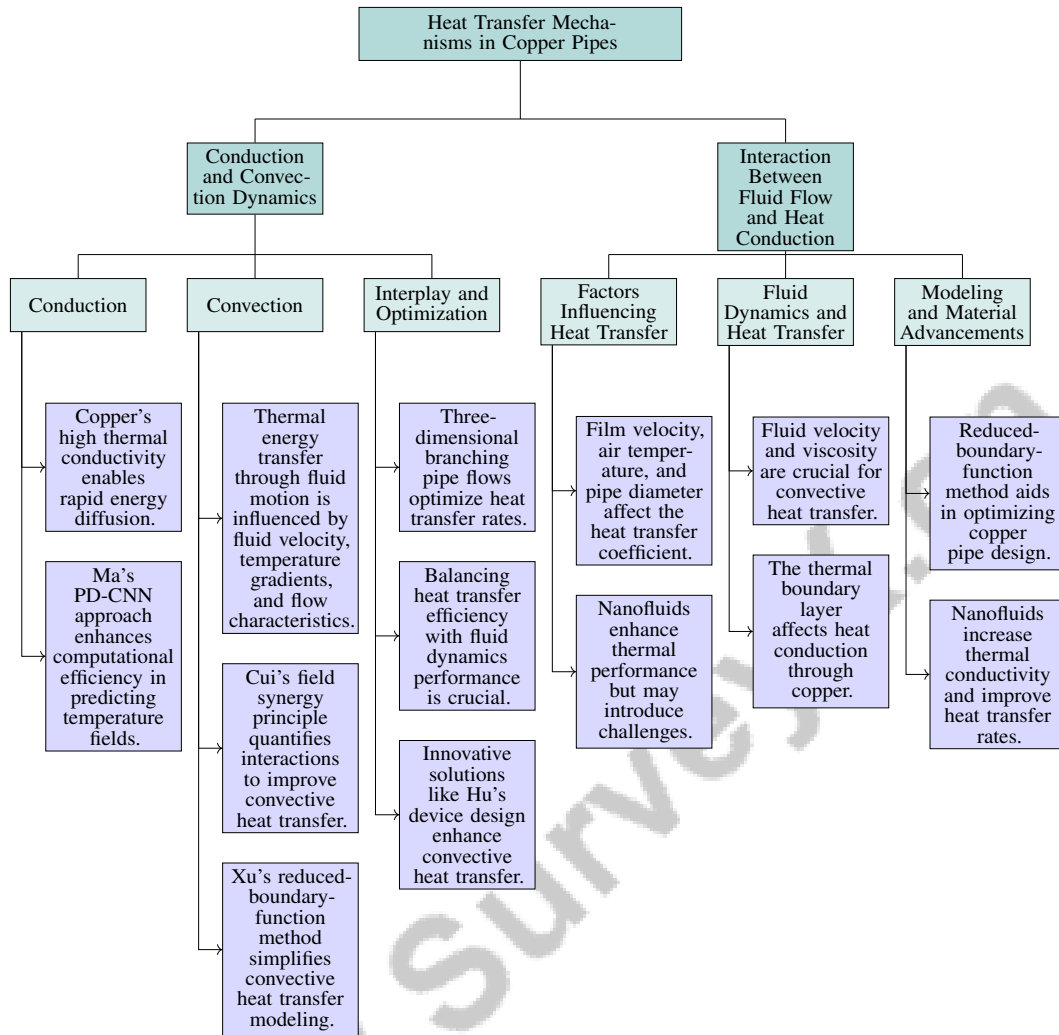 Heat Transfer Mecha-
nisms in Copper Pipes
Conduction
and Convec-
tion Dynamics
Interaction
Between
Fluid Flow
and Heat
Conduction
Conduction
Convection
Interplay and
Optimization
Factors
Influencing
Heat Transfer
Fluid
Dynamics and
Heat Transfer
Modeling
and Material
Advancements
Copper's
high thermal
conductivity
enables
rapid energy
diffusion.
Ma's
PD-CNN
approach
enhances
computational
efficiency in
predicting
temperature
fields.
Thermal
energy
transfer
through fluid
motion is
influenced by
fluid velocity,
temperature
gradients,
and flow
characteristics.
Cui's field
synergy
principle
quantifies
interactions
to improve
convective
heat transfer.
Xu's reduced-
boundary-
function
method
simplifies
convective
heat transfer
modeling.
Three-
dimensional
branching
pipe flows
optimize heat
transfer rates.
Balancing
heat transfer
efficiency
with fluid
dynamics
performance
is crucial.
Innovative
solutions
like Hu's
device design
enhance
convective
heat transfer.
Film velocity,
air temper-
ature, and
pipe diameter
affect the
heat transfer
coefficient.
Nanofluids
enhance
thermal
performance
but may
introduce
challenges.
Fluid velocity
and viscosity
are crucial for
convective
heat transfer.
The thermal
boundary
layer
affects heat
conduction
through
copper.
Reduced-
boundary-
function
method aids
in optimizing
copper
pipe design.
Nanofluids
increase
thermal
conductivity
and improve
heat transfer
rates.